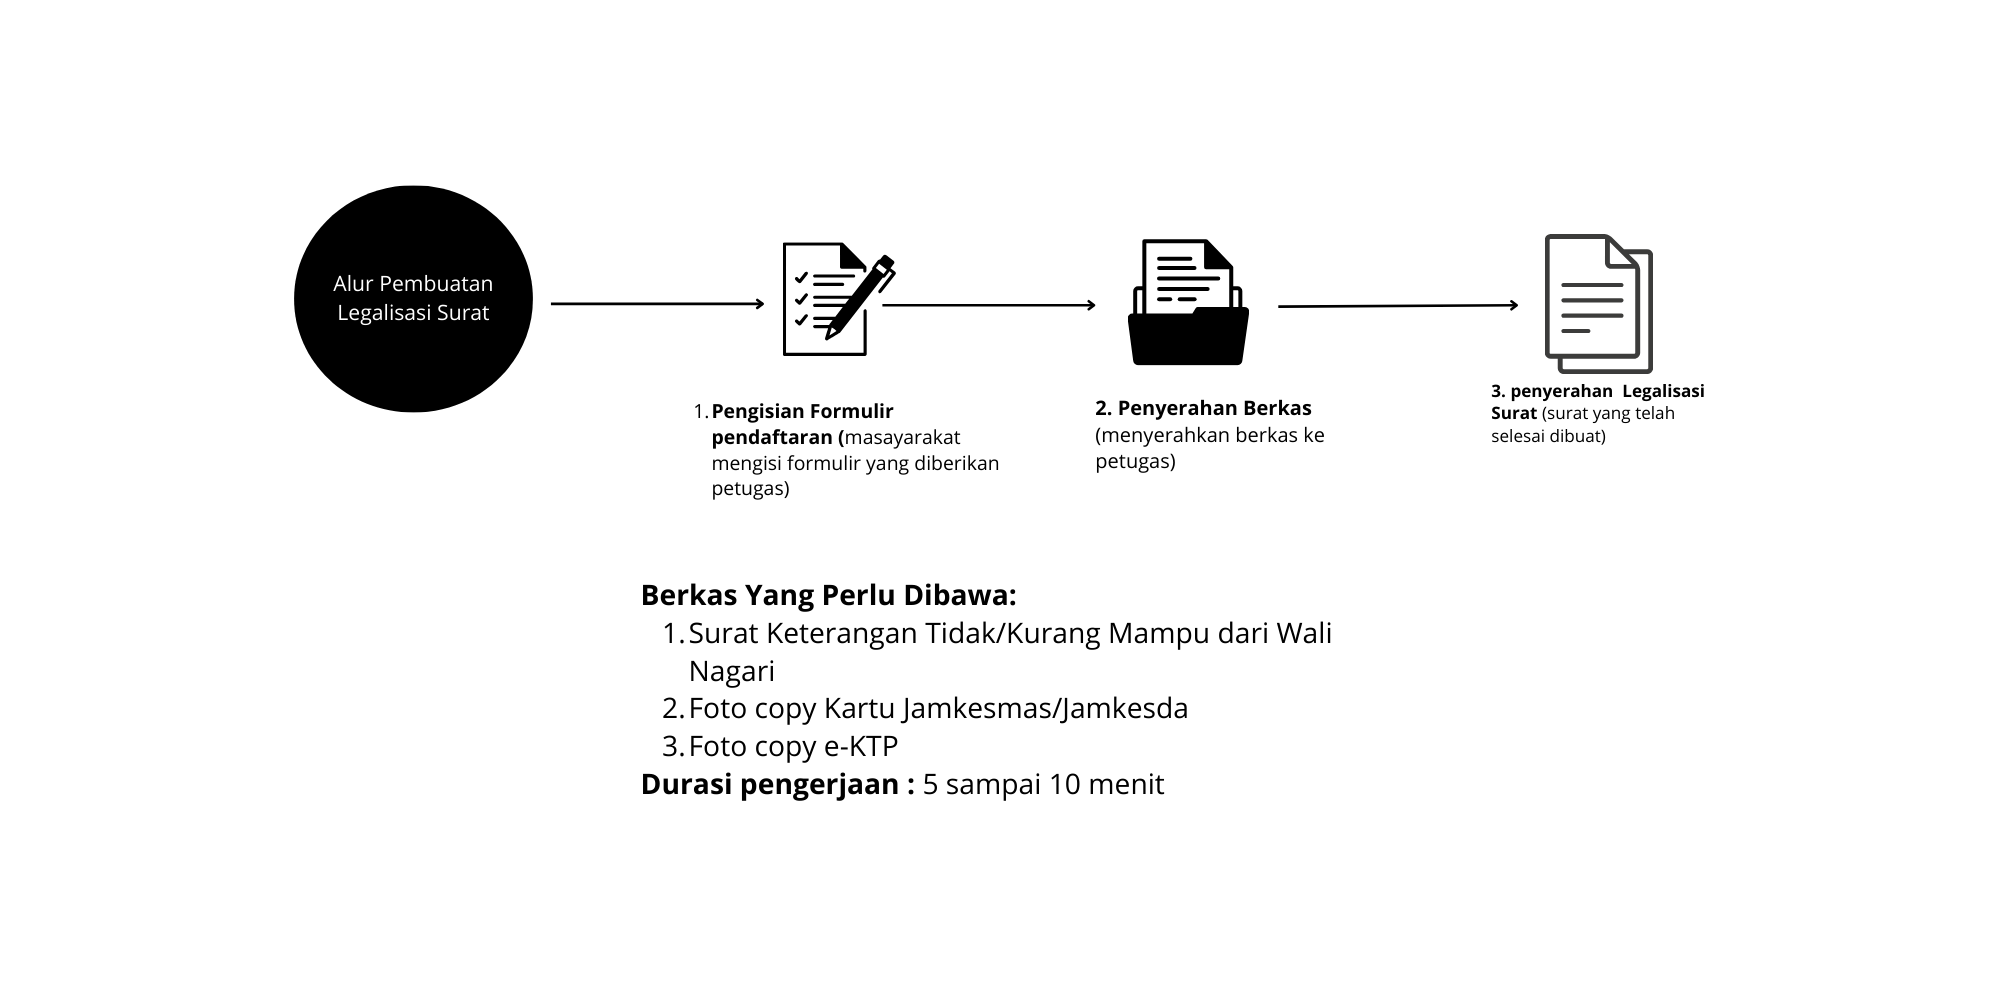 Alur Pembuatan
Legalisasi Surat
1. Pengisian Formulir
pendaftaran (masayarakat
mengisi formulir yang diberikan
petugas)
2. Penyerahan Berkas
(menyerahkan berkas ke
petugas)
3. penyerahan  Legalisasi
Surat (surat yang telah
selesai dibuat)
Berkas Yang Perlu Dibawa:
1. Surat Keterangan Tidak/Kurang Mampu dari Wali
Nagari
2. Foto copy Kartu Jamkesmas/Jamkesda
3. Foto copy e-KTP
Durasi pengerjaan : 5 sampai 10 menit